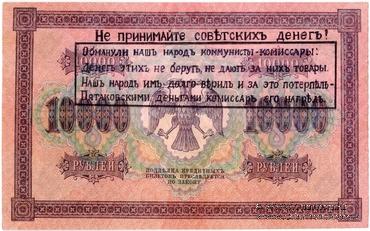 Не принимайте совѣтскихъ денегъ!
Обманули нашъ народъ коммунисты-комиссары:
Денегъ этихъ не берутъ, не даютъ за нихъ товары.
Нашъ народъ имъ долго вѣрилъ и за это потерпѣлъ-
Пятаковскими деньгами комиссаръ его нагрѣлъ.
10000 10000
РУБЛЕЙ РУБЛЕЙ
ПОДДѢЛКА КРЕДИТНЫХЪ
БИЛЕТОВЪ ПРЕСЛѢДУЕТСЯ
ПО ЗАКОНУ.